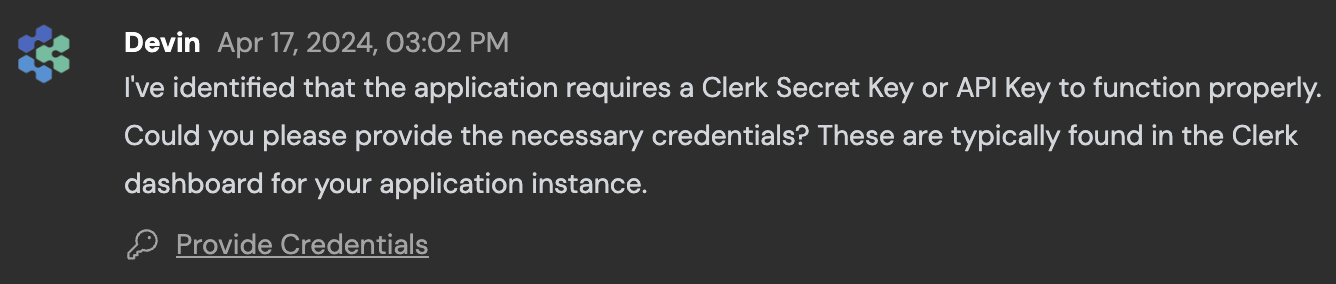 Devin Apr 17, 2024, 03:02 PM
I've identified that the application requires a Clerk Secret Key or API Key to function properly.
Could you please provide the necessary credentials? These are typically found in the Clerk
dashboard for your application instance.
Provide Credentials